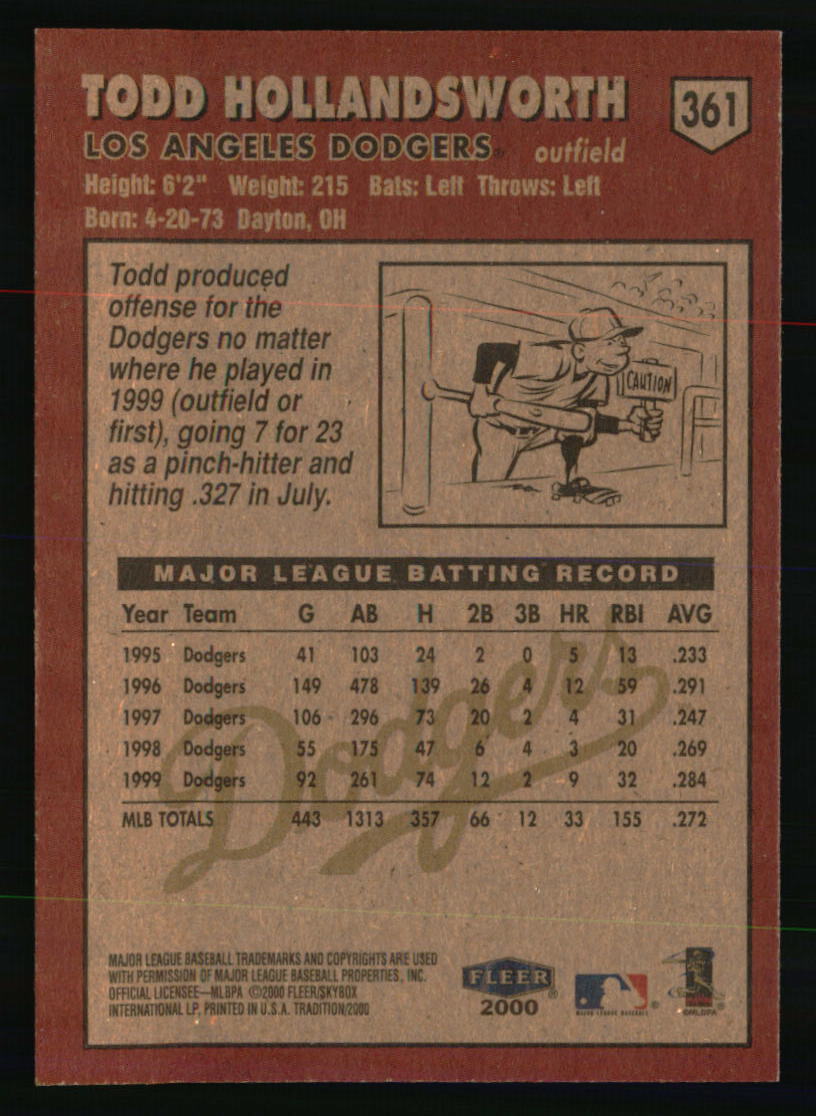 TODD HOLLANDSWORTH
361
LOS ANGELES DODGERS® outfield
Height: 6'2" Weight: 215 Bats: Left Throws: Left
Born: 4-20-73 Dayton, OH
Todd produced
offense for the
Dodgers no matter
where he played in
1999 (outfield or
first), going 7 for 23
as a pinch-hitter and
hitting .327 in July.
CAUTION
MAJOR LEAGUE BATTING RECORD
Year Team G AB H 2B 3B HR RBI AVG
1995 Dodgers 41 103 24 2 0 5 13 .233
1996 Dodgers 149 478 139 26 4 12 59 .291
1997 Dodgers 106 296 73 20 2 4 31 .247
1998 Dodgers 55 175 47 6 4 3 20 .269
1999 Dodgers 92 261 74 12 2 9 32 .284
MLB TOTALS 443 1313 357 66 12 33 155 .272
Dodgers
MAJOR LEAGUE BASEBALL TRADEMARKS AND COPYRIGHTS ARE USED
WITH PERMISSION OF MAJOR LEAGUE BASEBALL PROPERTIES, INC.
OFFICIAL LICENSEE—MLBPA ©2000 FLEER/SKYBOX
INTERNATIONAL LP, PRINTED IN U.S.A. TRADITION/2000
FLEER®
2000
MAJOR LEAGUE BASEBALL®
©MLBPA